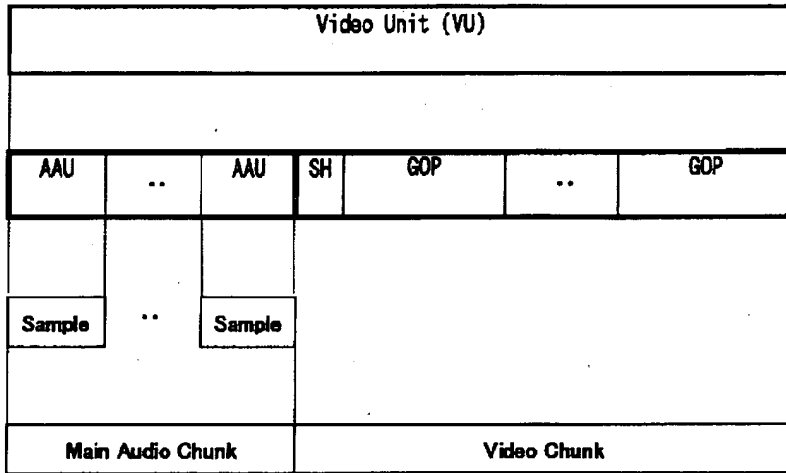 Video Unit (VU)
AAU .. AAU SH GOP .. GOP
Sample .. Sample
Main Audio Chunk Video Chunk